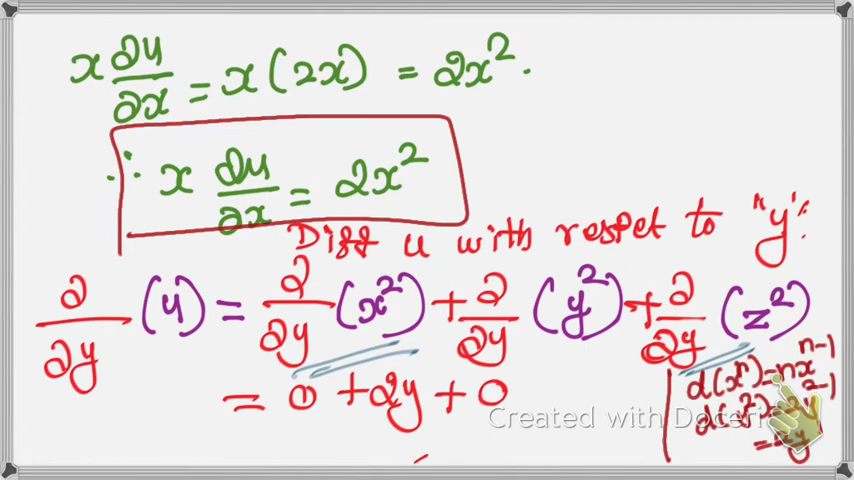 x ∂u/∂x = x(2x) = 2x².
∴ x ∂u/∂x = 2x²
Diff u with respet to "y":
∂/∂y (u) = ∂/∂y (x²) + ∂/∂y (y²) + ∂/∂y (z²)
= 0 + 2y + 0
d(xⁿ) = nxⁿ⁻¹
Created with Doceri